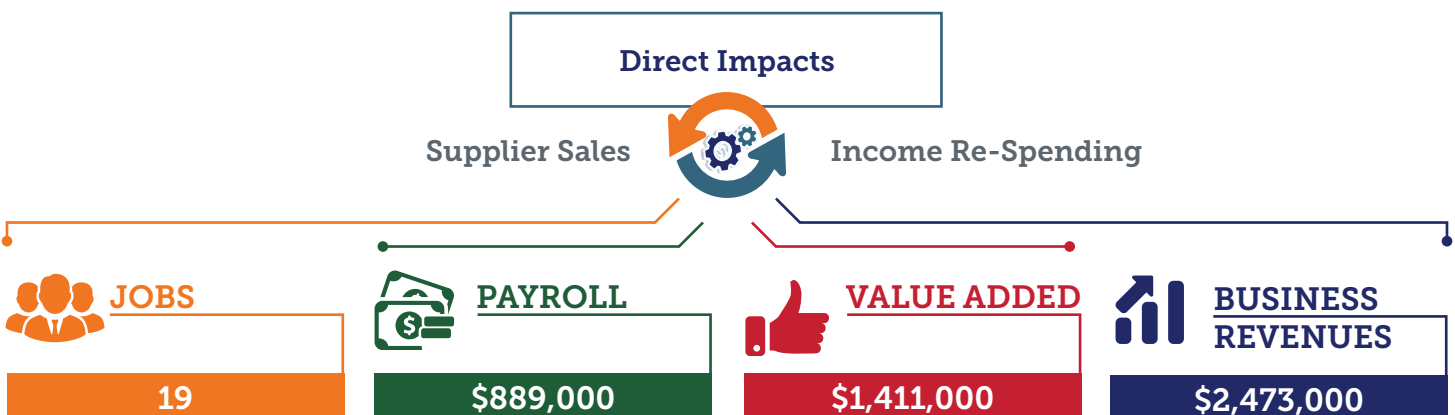 Direct Impacts
Supplier Sales
Income Re-Spending
JOBS
19
PAYROLL
$
$889,000
VALUE ADDED
$1,411,000
BUSINESS
REVENUES
$2,473,000